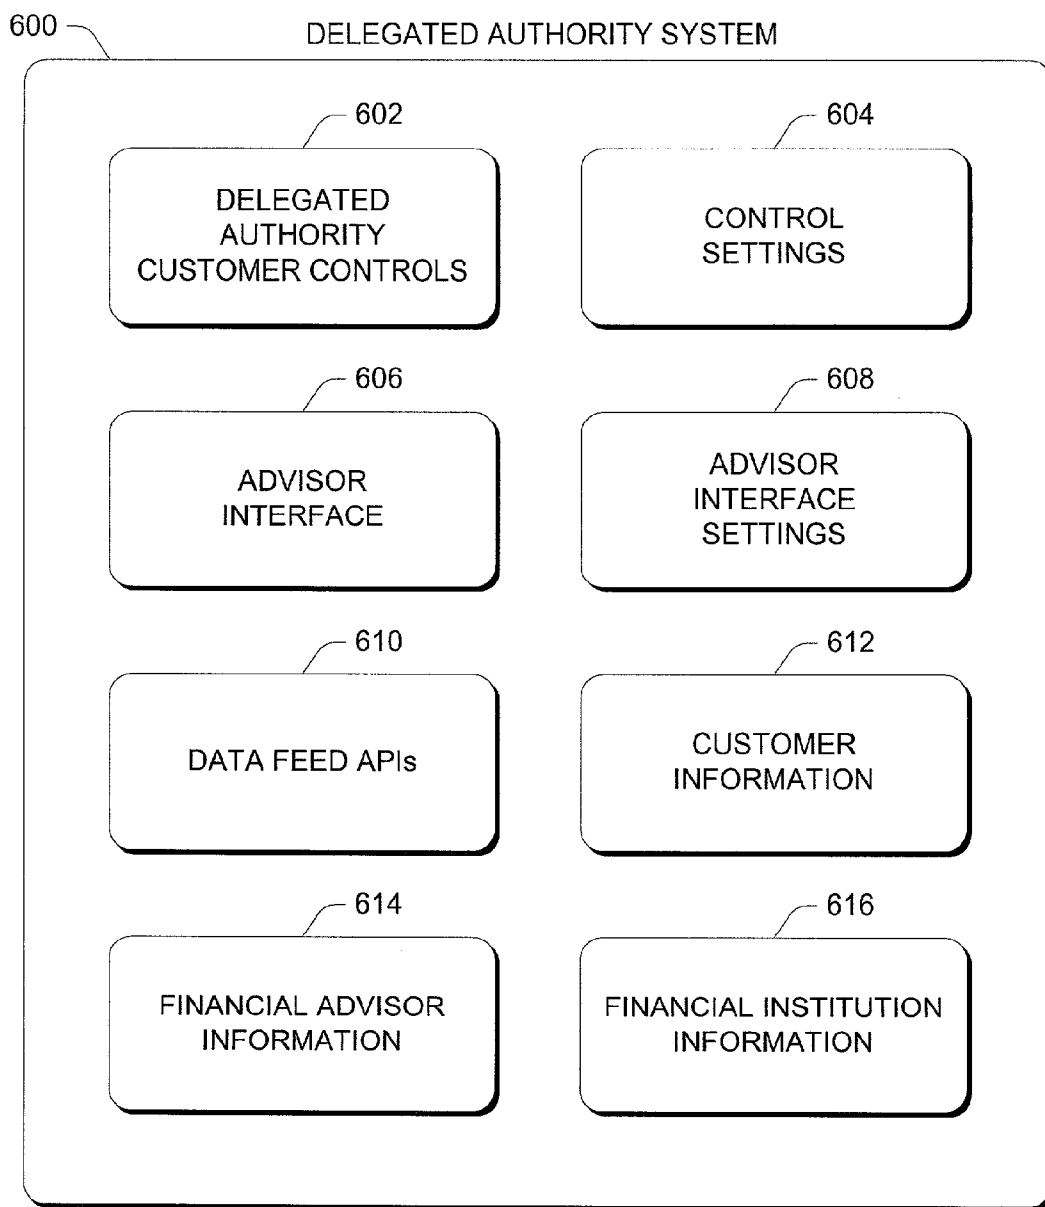 600
DELEGATED AUTHORITY SYSTEM
602
DELEGATED
AUTHORITY
CUSTOMER CONTROLS
604
CONTROL
SETTINGS
606
ADVISOR
INTERFACE
608
ADVISOR
INTERFACE
SETTINGS
610
DATA FEED APIs
612
CUSTOMER
INFORMATION
614
FINANCIAL ADVISOR
INFORMATION
616
FINANCIAL INSTITUTION
INFORMATION